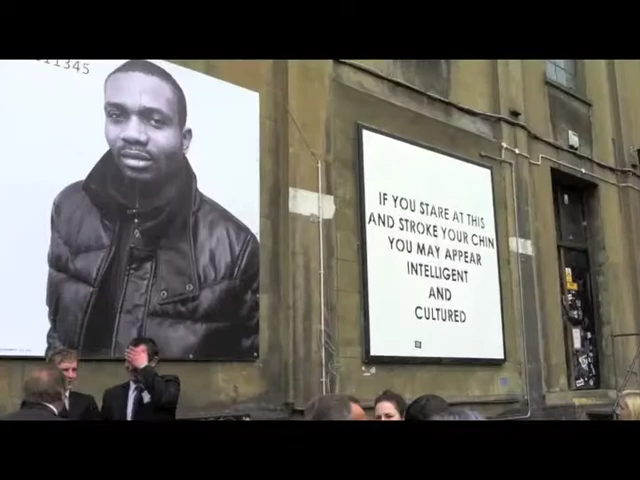 11345
IF YOU STARE AT THIS
AND STROKE YOUR CHIN
YOU MAY APPEAR
INTELLIGENT
AND
CULTURED